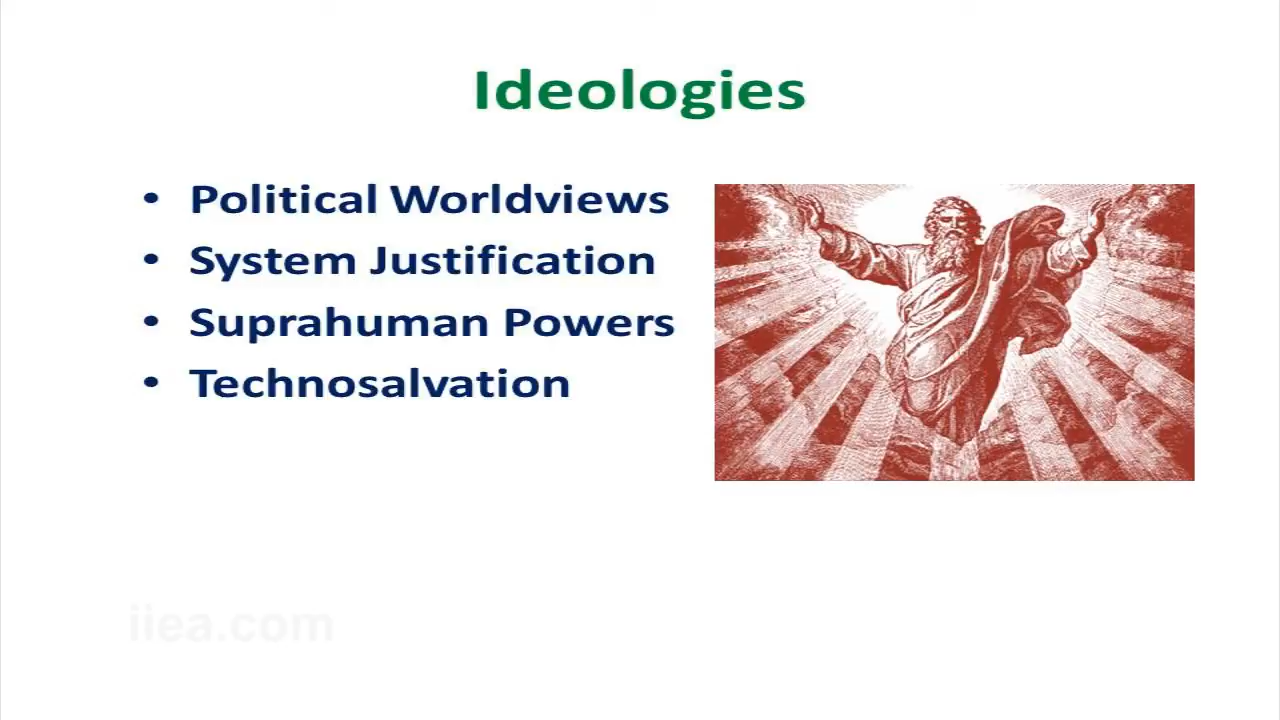 Ideologies
• Political Worldviews
• System Justification
• Suprahuman Powers
• Technosalvation
iiea.com